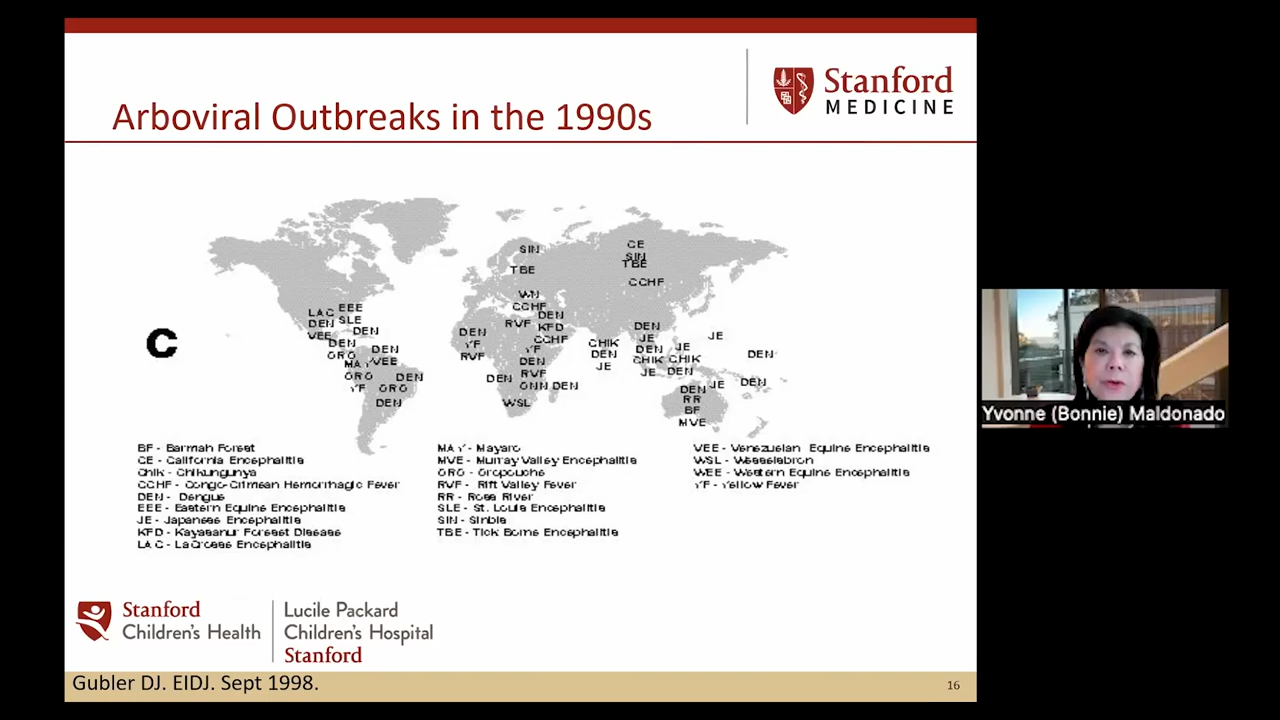 Arboviral Outbreaks in the 1990s
Stanford
MEDICINE
C
SIN
TBE
CE
SIN
TBE
CCHF
WN
CCHF
LAC EEE
DEN SLE
VEE DEN
DEN
ORO DEN
MAY VEE
ORO DEN
YF ORO
DEN
DEN
YF
RVF
RVF DEN
KFD
CCHF
YF
DEN
RVF
DEN ONN DEN
WSL
CHIK
DEN
JE
DEN
JE
DEN JE
CHIK CHIK
JE DEN
JE
DEN
DEN JE DEN
RR
BF
MVE
BF - Barmah Forest
CE - California Encephalitis
Chik - Chikungunya
CCHF - Congo-Crimean Hemorrhagic Fever
DEN - Dengue
EEE - Eastern Equine Encephalitis
JE - Japanese Encephalitis
KFD - Kayasanur Foresst Disease
LAC - LaCrosse Encephalitis
MAY - Mayaro
MVE - Murray Valley Encephalitis
ORO - Oropouche
RVF - Rift Valley Fever
RR - Ross River
SLE - St. Louis Encephalitis
SIN - Sinbis
TBE - Tick Borne Encephalitis
VEE - Venezuelan Equine Encephalitis
WSL - Wesselsbron
WEE - Western Equine Encephalitis
YF - Yellow Fever
Yvonne (Bonnie) Maldonado
Stanford
Children's Health
Lucile Packard
Children's Hospital
Stanford
Gubler DJ. EIDJ. Sept 1998.
16